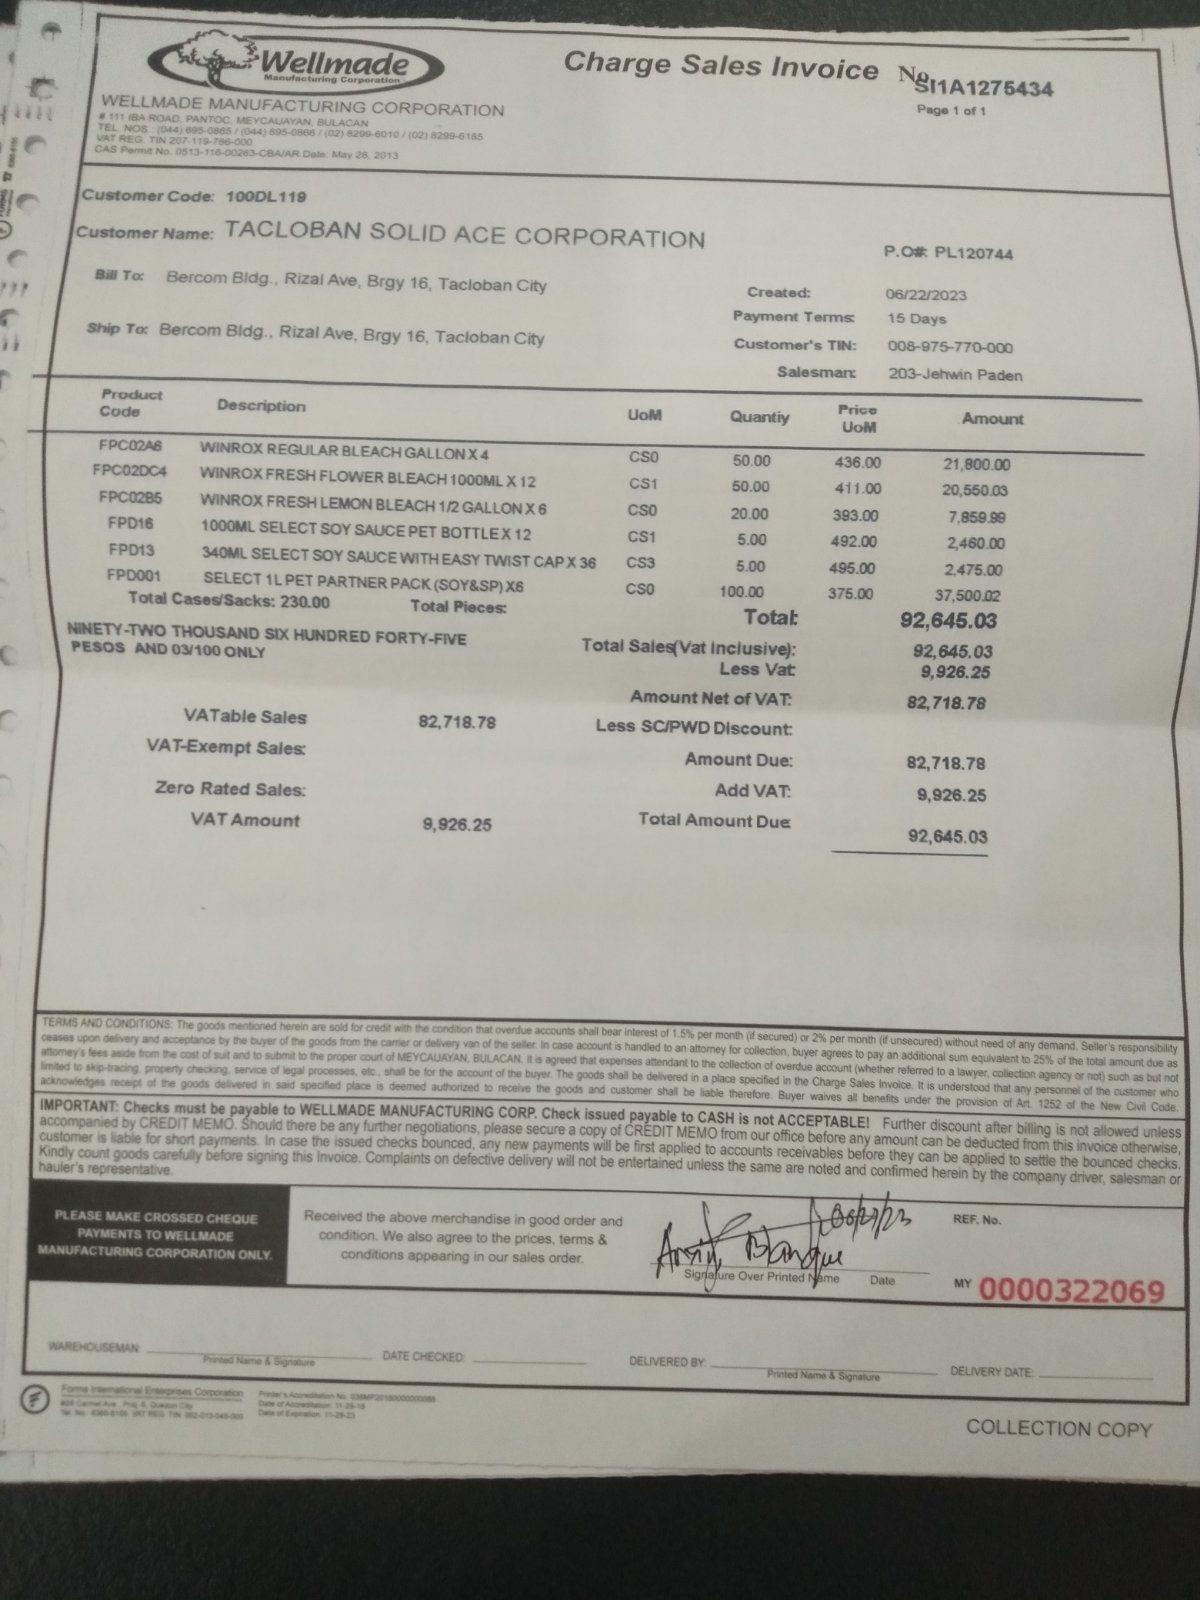 Wellmade
Manufacturing Corporation
Charge Sales Invoice No. SI1A1275434
Page 1 of 1
WELLMADE MANUFACTURING CORPORATION
# 111 IBA ROAD, PANTOC, MEYCAUAYAN, BULACAN
TEL. NOS.: (044) 695-0865 / (044) 695-0866 / (02) 8299-6010 / (02) 8299-6165
VAT REG. TIN 207-119-786-000
CAS Permit No. 0513-116-00263-CBA/AR Date: May 28, 2013
Customer Code: 100DL119
Customer Name: TACLOBAN SOLID ACE CORPORATION
P.O#: PL120744
Bill To: Bercom Bldg., Rizal Ave, Brgy 16, Tacloban City
Created: 06/22/2023
Payment Terms: 15 Days
Ship To: Bercom Bldg., Rizal Ave, Brgy 16, Tacloban City
Customer's TIN: 008-975-770-000
Salesman: 203-Jehwin Paden
Product Code Description UoM Quantiy Price UoM Amount
FPC02A6 WINROX REGULAR BLEACH GALLON X 4 CS0 50.00 436.00 21,800.00
FPC02DC4 WINROX FRESH FLOWER BLEACH 1000ML X 12 CS1 50.00 411.00 20,550.03
FPC02B5 WINROX FRESH LEMON BLEACH 1/2 GALLON X 6 CS0 20.00 393.00 7,859.99
FPD16 1000ML SELECT SOY SAUCE PET BOTTLE X 12 CS1 5.00 492.00 2,460.00
FPD13 340ML SELECT SOY SAUCE WITH EASY TWIST CAP X 36 CS3 5.00 495.00 2,475.00
FPD001 SELECT 1L PET PARTNER PACK (SOY&SP) X6 CS0 100.00 375.00 37,500.02
Total Cases/Sacks: 230.00 Total Pieces: Total: 92,645.03
NINETY-TWO THOUSAND SIX HUNDRED FORTY-FIVE
PESOS AND 03/100 ONLY
Total Sales(Vat Inclusive): 92,645.03
Less Vat: 9,926.25
Amount Net of VAT: 82,718.78
VATable Sales 82,718.78
Less SC/PWD Discount:
VAT-Exempt Sales:
Amount Due: 82,718.78
Zero Rated Sales:
Add VAT: 9,926.25
VAT Amount 9,926.25
Total Amount Due: 92,645.03
TERMS AND CONDITIONS: The goods mentioned herein are sold for credit with the condition that overdue accounts shall bear interest of 1.5% per month (if secured) or 2% per month (if unsecured) without need of any demand. Seller's responsibility
ceases upon delivery and acceptance by the buyer of the goods from the carrier or delivery van of the seller. In case account is handled to an attorney for collection, buyer agrees to pay an additional sum equivalent to 25% of the total amount due as
attorney's fees aside from the cost of suit and to submit to the proper court of MEYCAUAYAN, BULACAN. It is agreed that expenses attendant to the collection of overdue account (whether referred to a lawyer, collection agency or not) such as but not
limited to skip-tracing, property checking, service of legal processes, etc., shall be for the account of the buyer. The goods shall be delivered in a place specified in the Charge Sales Invoice. It is understood that any personnel of the customer who
acknowledges receipt of the goods delivered in said specified place is deemed authorized to receive the goods and customer shall be liable therefore. Buyer waives all benefits under the provision of Art. 1252 of the New Civil Code.
IMPORTANT: Checks must be payable to WELLMADE MANUFACTURING CORP. Check issued payable to CASH is not ACCEPTABLE! Further discount after billing is not allowed unless
accompanied by CREDIT MEMO. Should there be any further negotiations, please secure a copy of CREDIT MEMO from our office before any amount can be deducted from this invoice otherwise,
customer is liable for short payments. In case the issued checks bounced, any new payments will be first applied to accounts receivables before they can be applied to settle the bounced checks.
Kindly count goods carefully before signing this Invoice. Complaints on defective delivery will not be entertained unless the same are noted and confirmed herein by the company driver, salesman or
hauler's representative.
PLEASE MAKE CROSSED CHEQUE
PAYMENTS TO WELLMADE
MANUFACTURING CORPORATION ONLY.
Received the above merchandise in good order and
condition. We also agree to the prices, terms &
conditions appearing in our sales order.
Signature Over Printed Name Date
REF. No.
MY 0000322069
WAREHOUSEMAN: Printed Name & Signature
DATE CHECKED:
DELIVERED BY: Printed Name & Signature
DELIVERY DATE:
Forms International Enterprises Corporation
Date of Accreditation: 11-29-18
Date of Expiration: 11-28-23
COLLECTION COPY